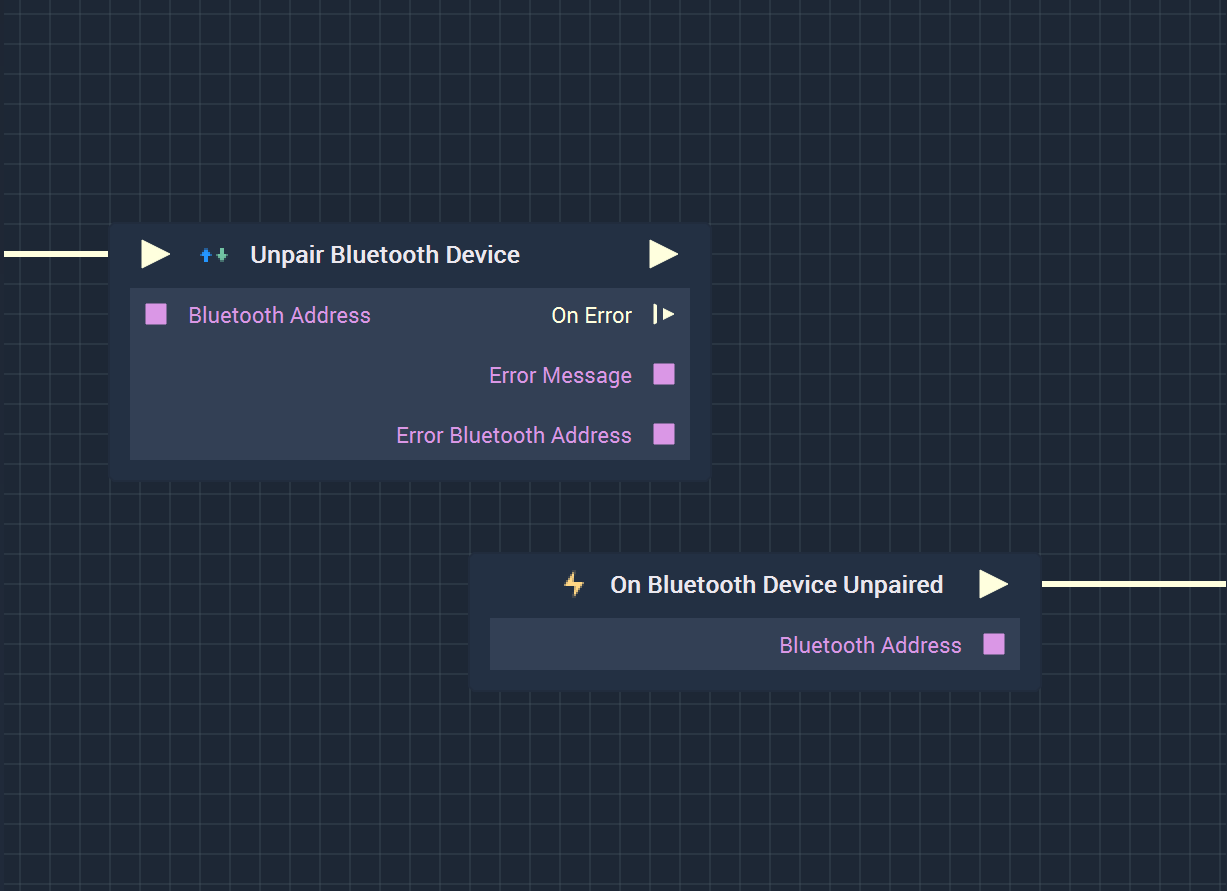 Unpair Bluetooth Device
Bluetooth Address On Error
Error Message
Error Bluetooth Address
On Bluetooth Device Unpaired
Bluetooth Address